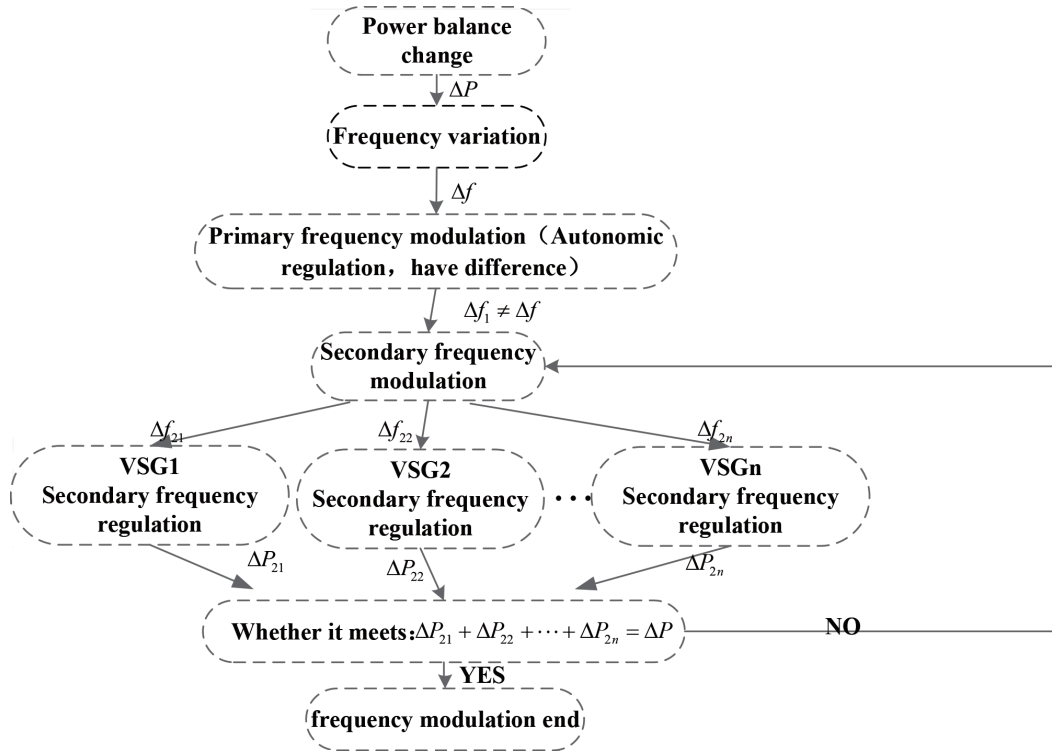 Power balance
change
ΔP
Frequency variation
Δf
Primary frequency modulation（Autonomic
regulation，have difference）
Δf₁ ≠ Δf
Secondary frequency
modulation
Δf₂₁
Δf₂₂
Δf₂ₙ
VSG1
Secondary frequency
regulation
VSG2
Secondary frequency
regulation
···
VSGn
Secondary frequency
regulation
ΔP₂₁
ΔP₂₂
ΔP₂ₙ
Whether it meets:ΔP₂₁ + ΔP₂₂ + ··· + ΔP₂ₙ = ΔP
NO
YES
frequency modulation end